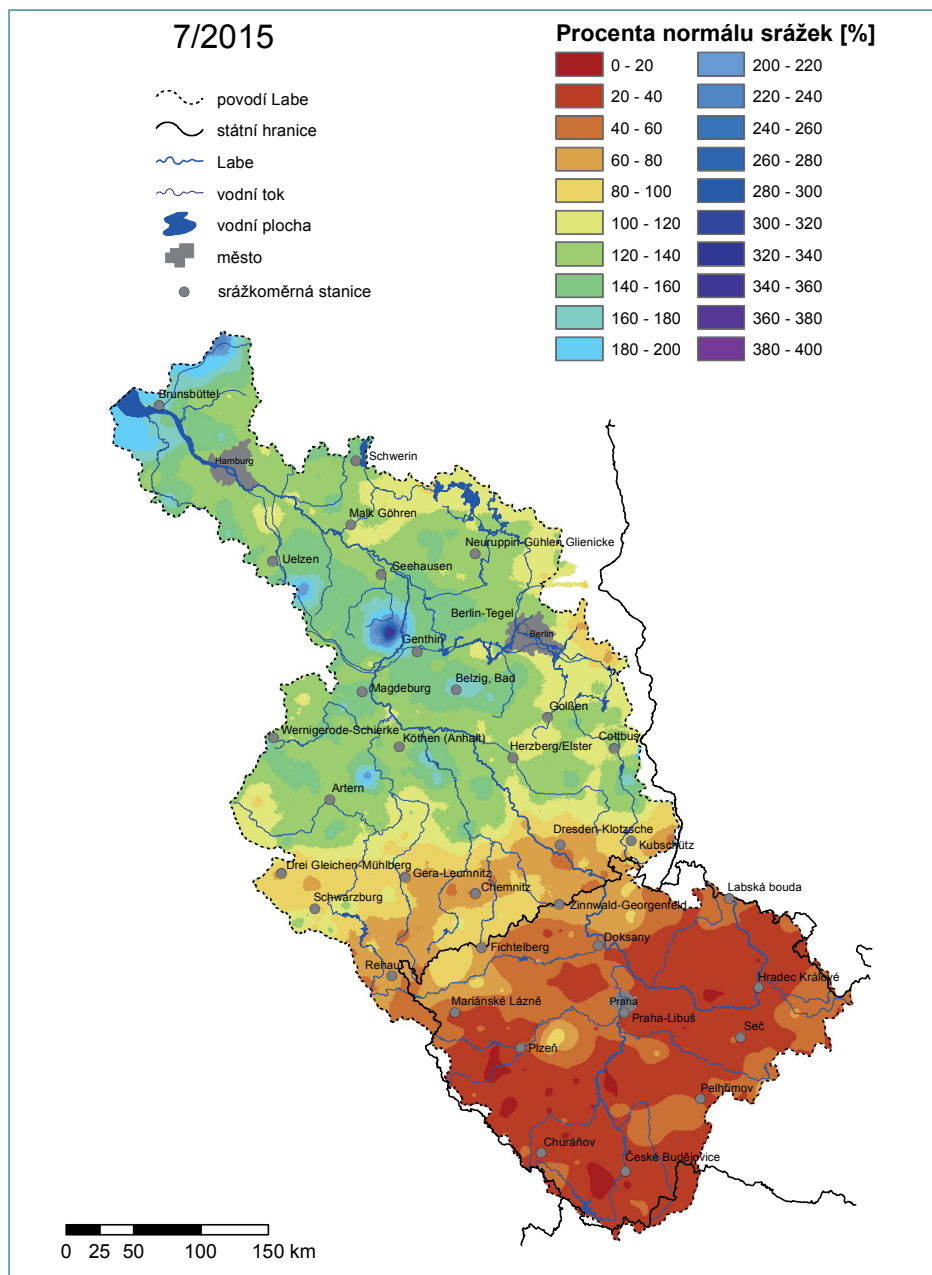 7/2015
povodí Labe
státní hranice
Labe
vodní tok
vodní plocha
město
srážkoměrná stanice
Procenta normálu srážek [%]
0 - 20
20 - 40
40 - 60
60 - 80
80 - 100
100 - 120
120 - 140
140 - 160
160 - 180
180 - 200
200 - 220
220 - 240
240 - 260
260 - 280
280 - 300
300 - 320
320 - 340
340 - 360
360 - 380
380 - 400
Brunsbüttel
Hamburg
Schwerin
Malk Göhren
Neuruppin-Gühlen Glienicke
Uelzen
Seehausen
Berlin-Tegel
Berlin
Genthin
Magdeburg
Belzig, Bad
Golßen
Wernigerode-Schierke
Köthen (Anhalt)
Herzberg/Elster
Cottbus
Artern
Dresden-Klotzsche
Kubschütz
Drei Gleichen-Mühlberg
Gera-Leumnitz
Chemnitz
Labská bouda
Schwarzburg
Zinnwald-Georgenfeld
Fichtelberg
Doksany
Rehau
Hradec Králové
Mariánské Lázně
Praha
Praha-Libuš
Seč
Plzeň
Pelhřimov
Churáňov
České Budějovice
0 25 50 100 150 km